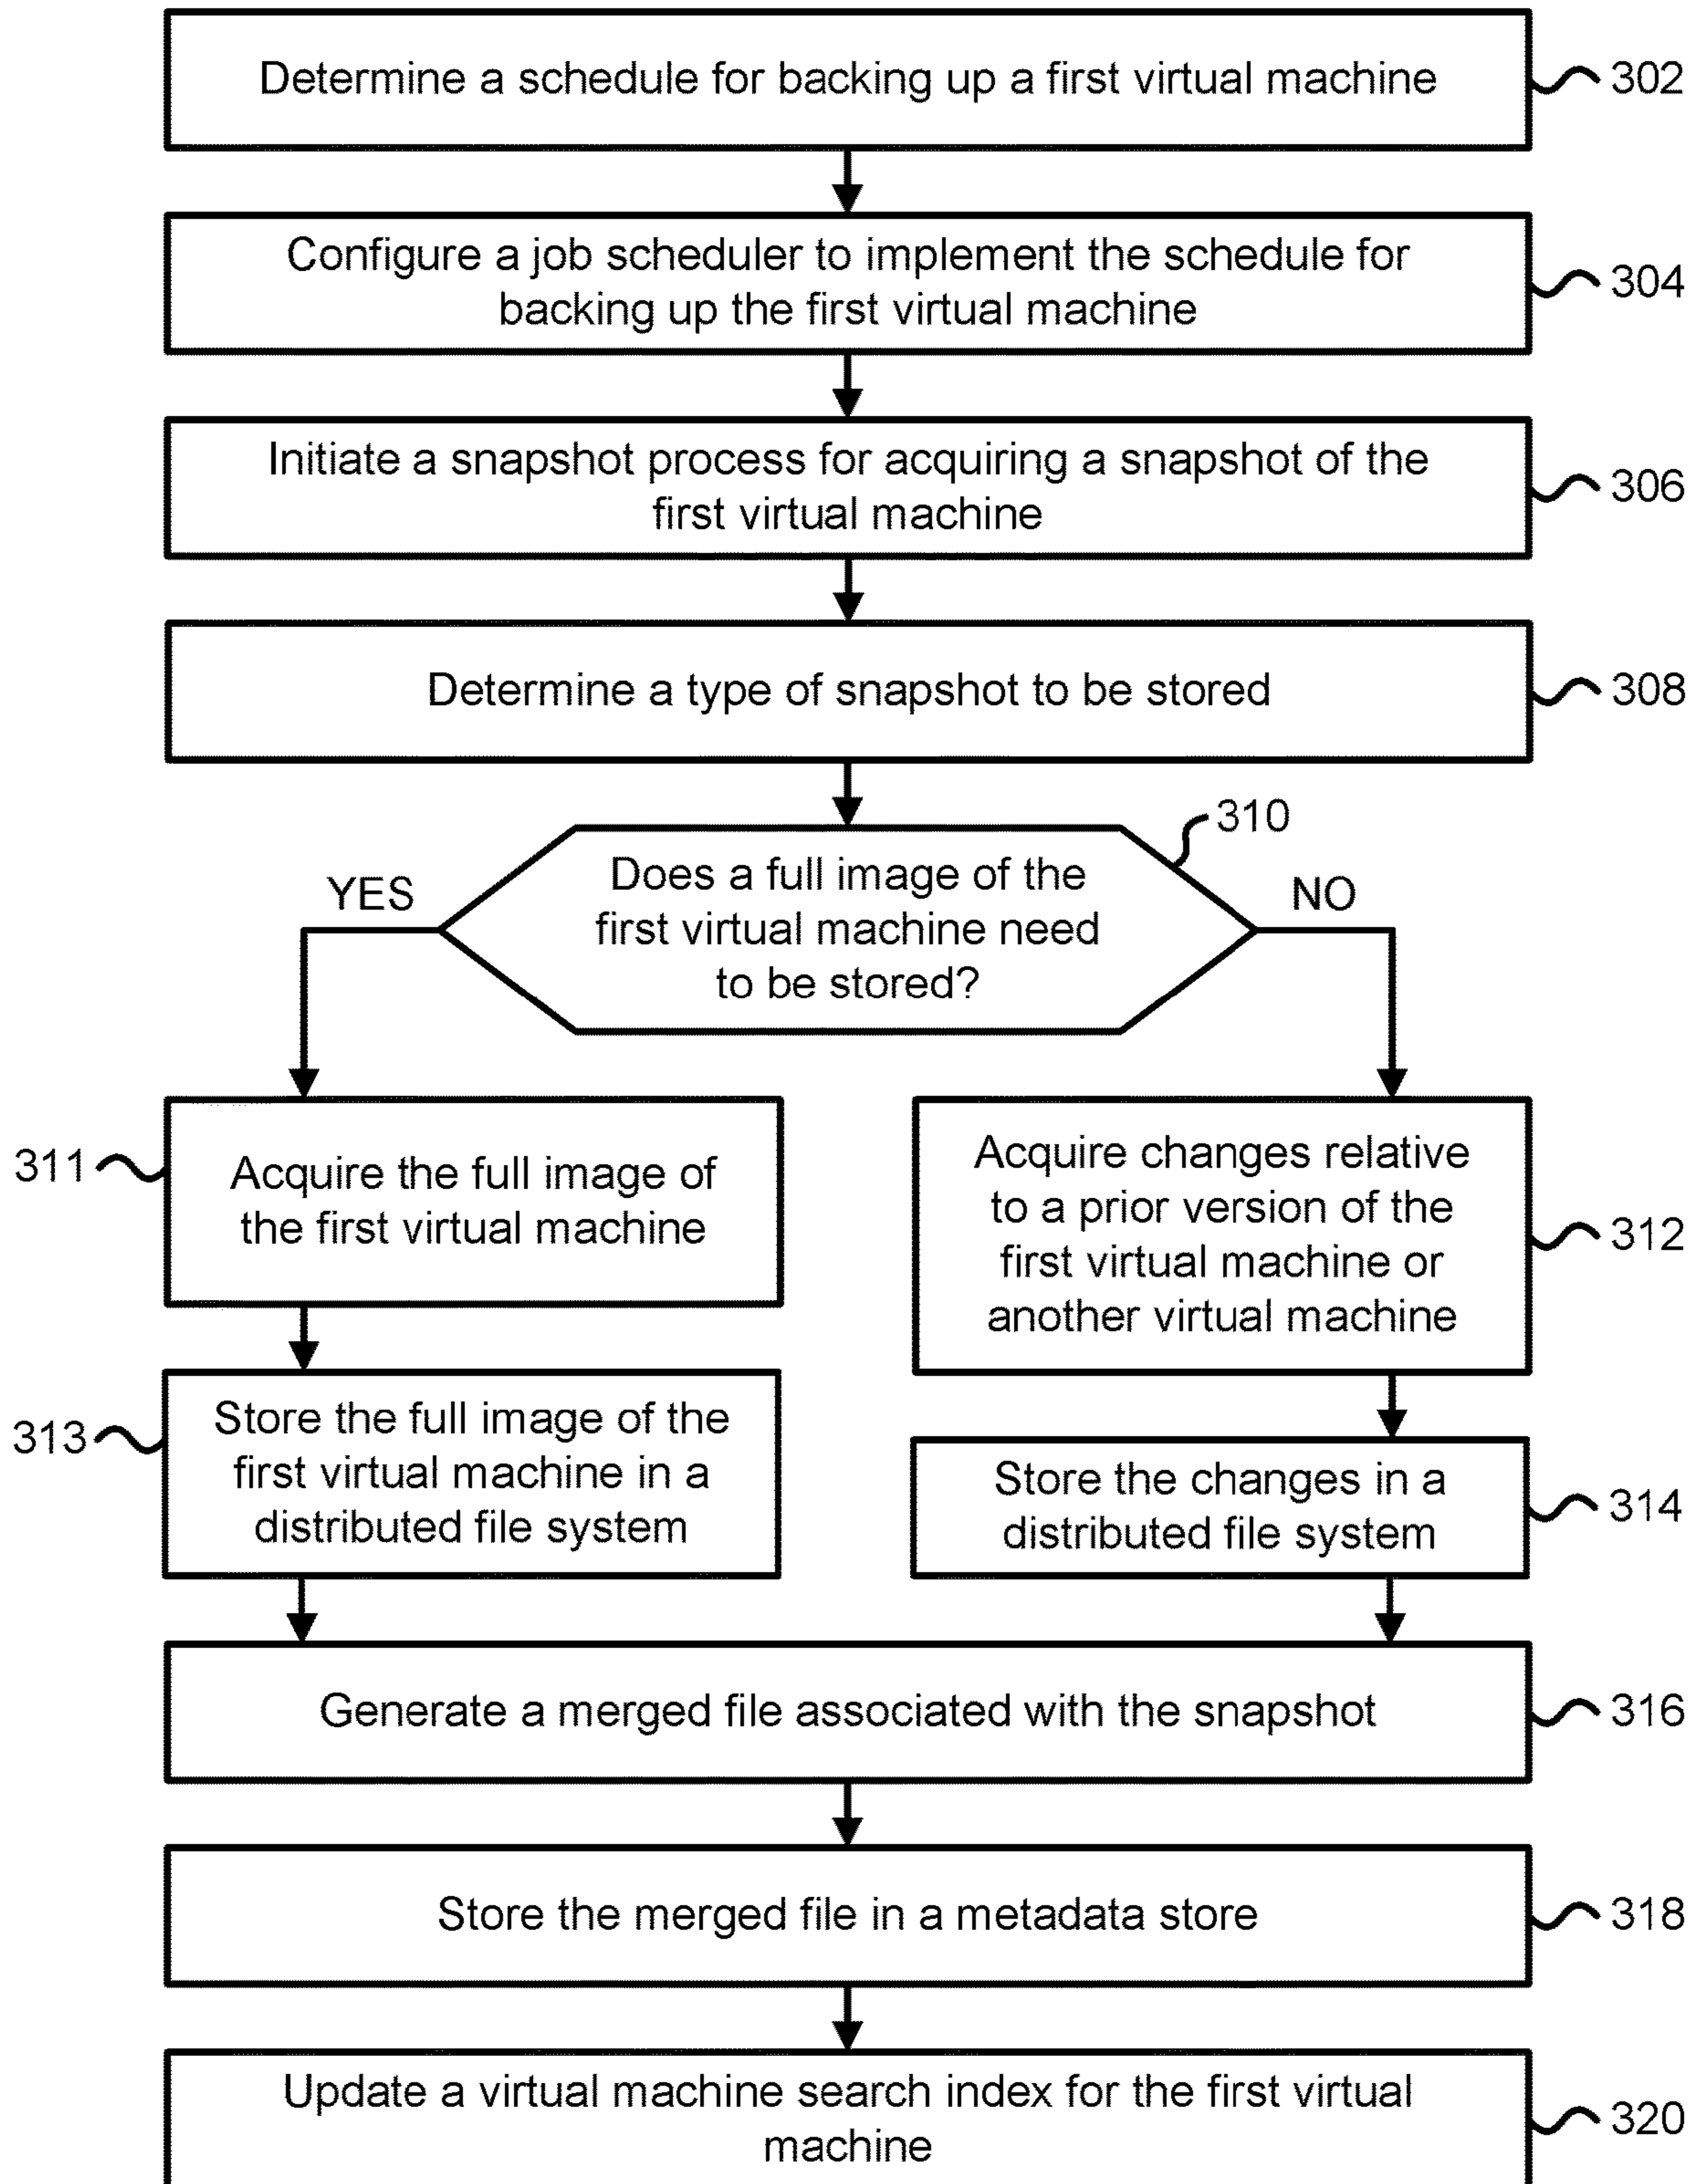 Determine a schedule for backing up a first virtual machine
302
Configure a job scheduler to implement the schedule for
backing up the first virtual machine
304
Initiate a snapshot process for acquiring a snapshot of the
first virtual machine
306
Determine a type of snapshot to be stored
308
310
Does a full image of the
first virtual machine need
to be stored?
YES
NO
311
Acquire the full image of
the first virtual machine
Acquire changes relative
to a prior version of the
first virtual machine or
another virtual machine
312
313
Store the full image of the
first virtual machine in a
distributed file system
Store the changes in a
distributed file system
314
Generate a merged file associated with the snapshot
316
Store the merged file in a metadata store
318
Update a virtual machine search index for the first virtual
machine
320